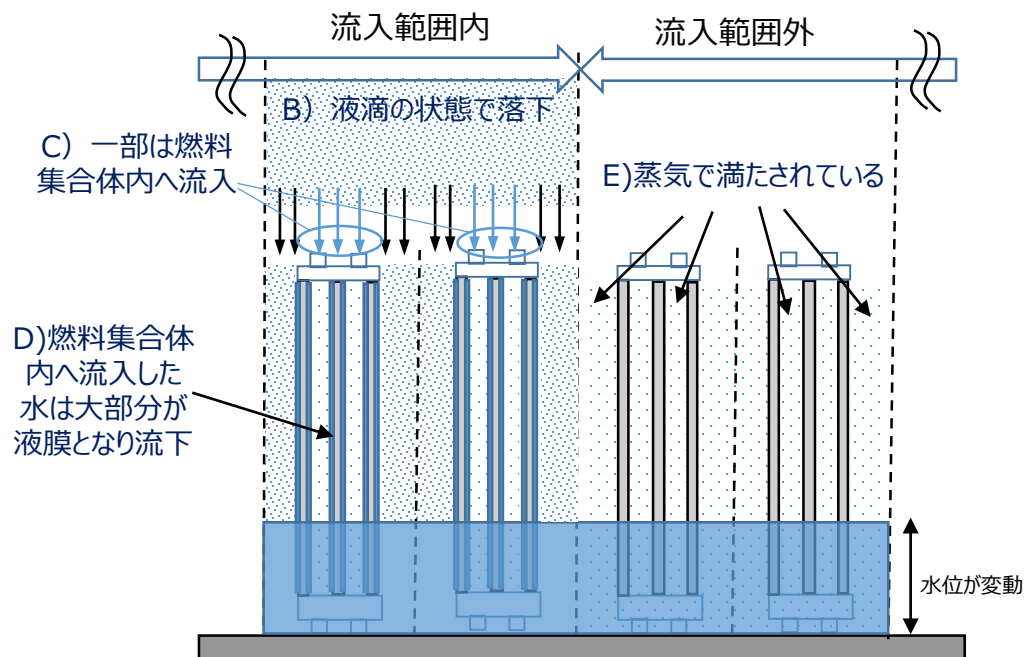 流入範囲内
流入範囲外
B）液滴の状態で落下
C）一部は燃料
集合体内へ流入
E)蒸気で満たされている
D)燃料集合体
内へ流入した
水は大部分が
液膜となり流下
水位が変動